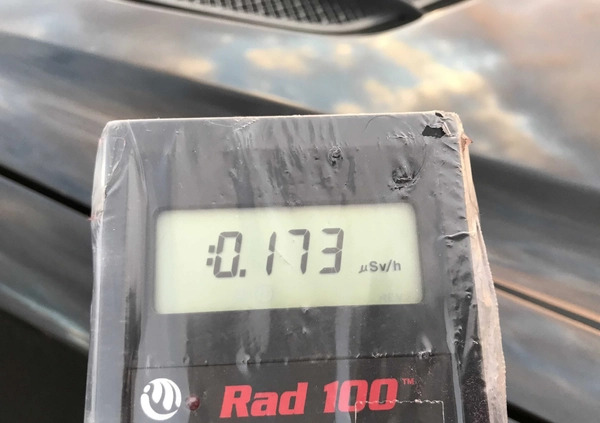 :0.173 μSv/h
Rad 100™